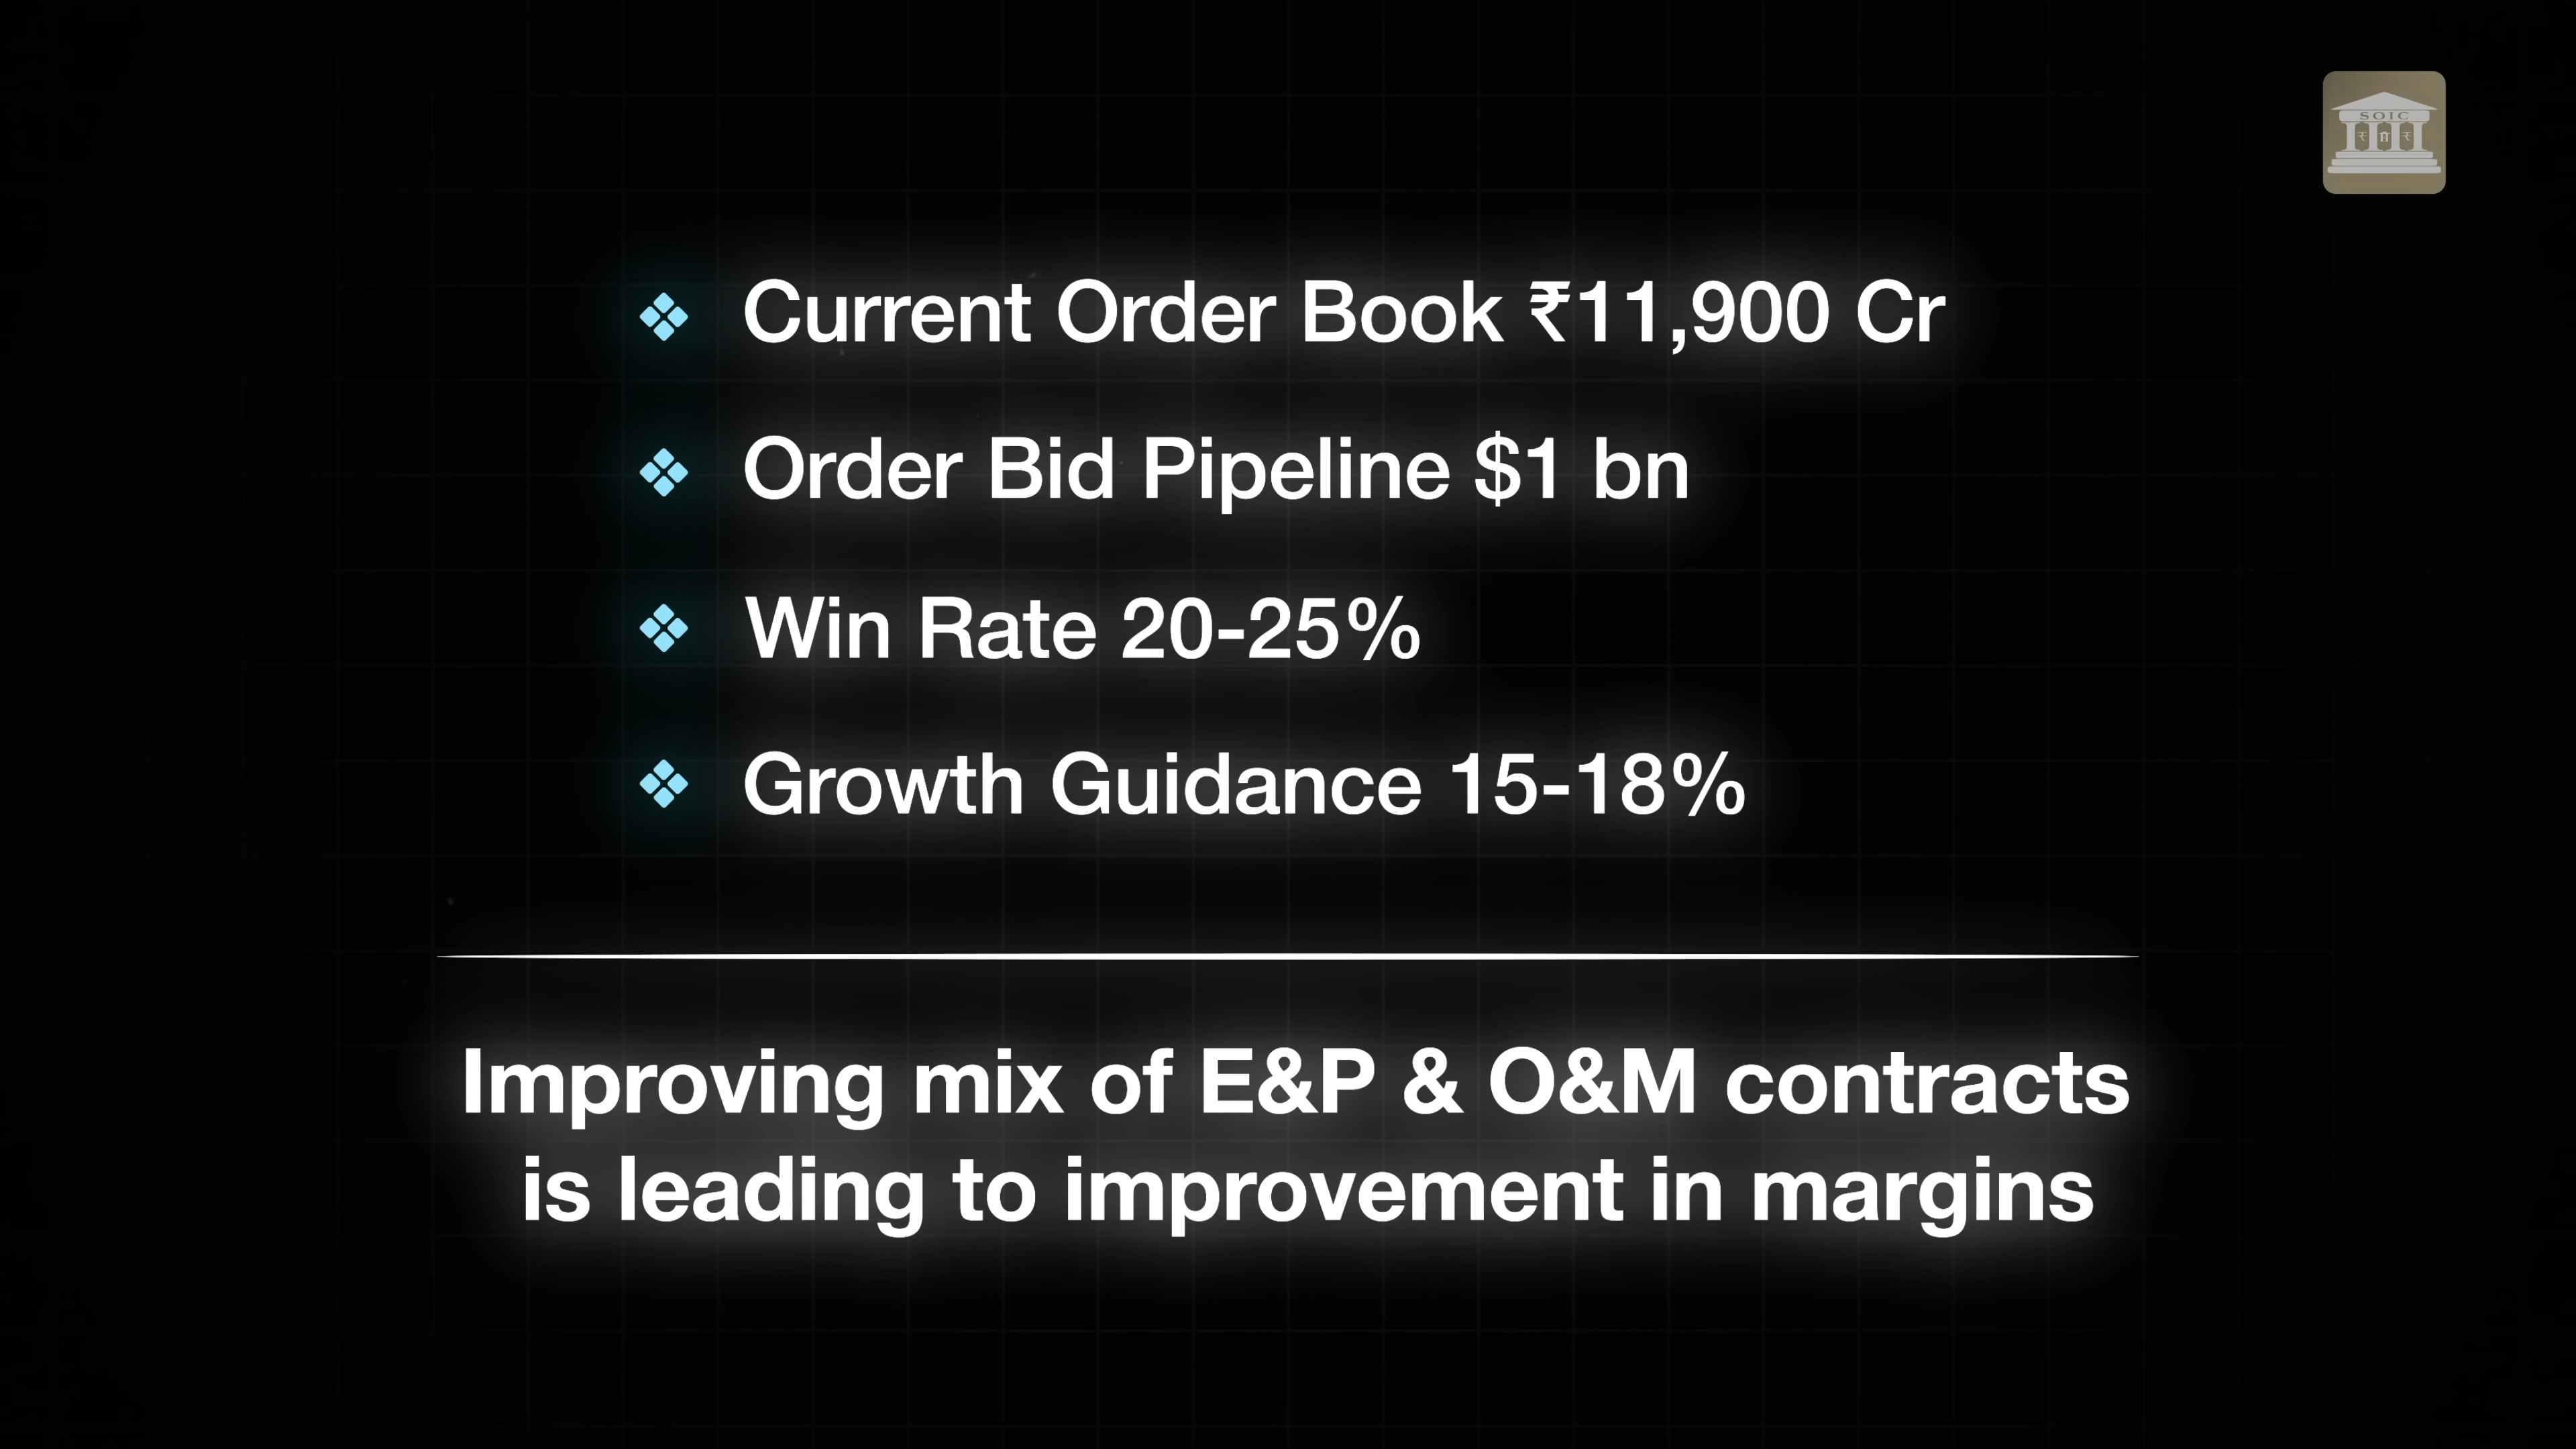 SOIC
Current Order Book ₹11,900 Cr
Order Bid Pipeline $1 bn
Win Rate 20-25%
Growth Guidance 15-18%
Improving mix of E&P & O&M contracts
is leading to improvement in margins